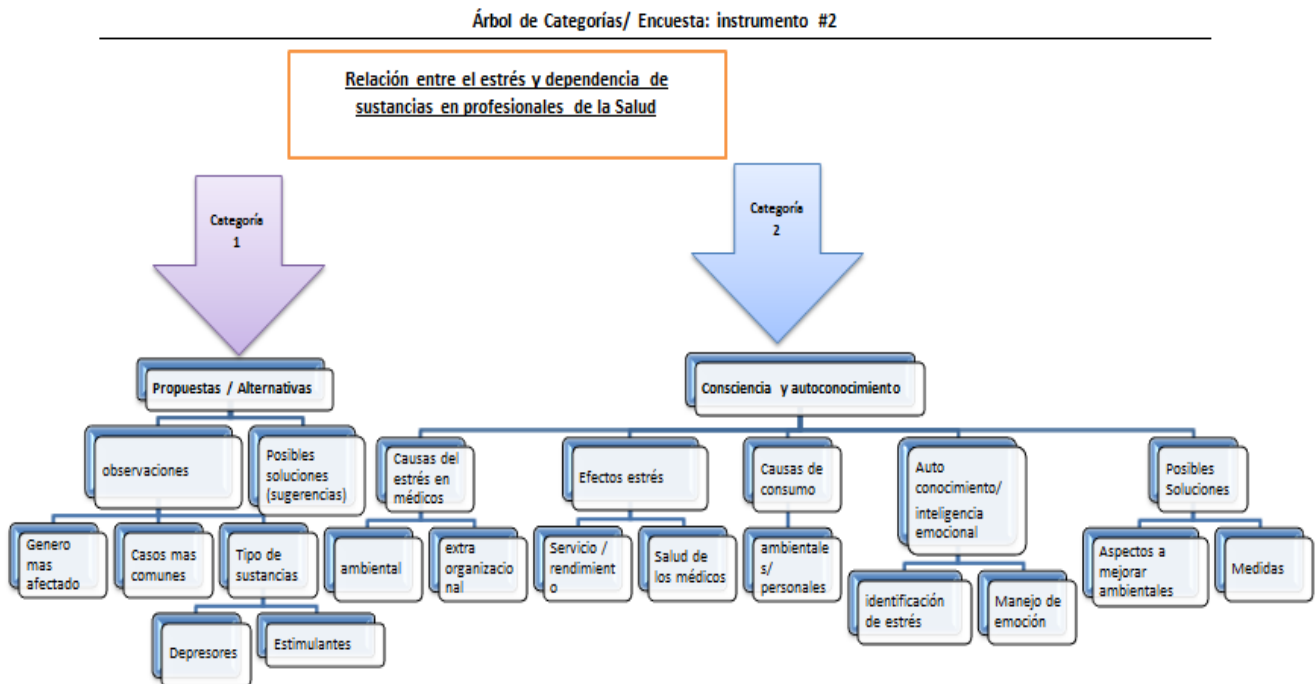 Árbol de Categorías/ Encuesta: instrumento #2
Relación entre el estrés y dependencia de
sustancias en profesionales de la Salud
Categoría
1
Categoría
2
Propuestas / Alternativas
Consciencia y autoconocimiento
observaciones
Posibles
soluciones
(sugerencias)
Causas del
estrés en
médicos
Efectos estrés
Causas de
consumo
Auto
conocimiento/
inteligencia
emocional
Posibles
Soluciones
Genero
mas
afectado
Casos mas
comunes
Tipo de
sustancias
ambiental
extra
organizacio
nal
Servicio /
rendimient
o
Salud de
los médicos
ambientale
s/
personales
identificación
de estrés
Manejo de
emoción
Aspectos a
mejorar
ambientales
Medidas
Depresores
Estimulantes